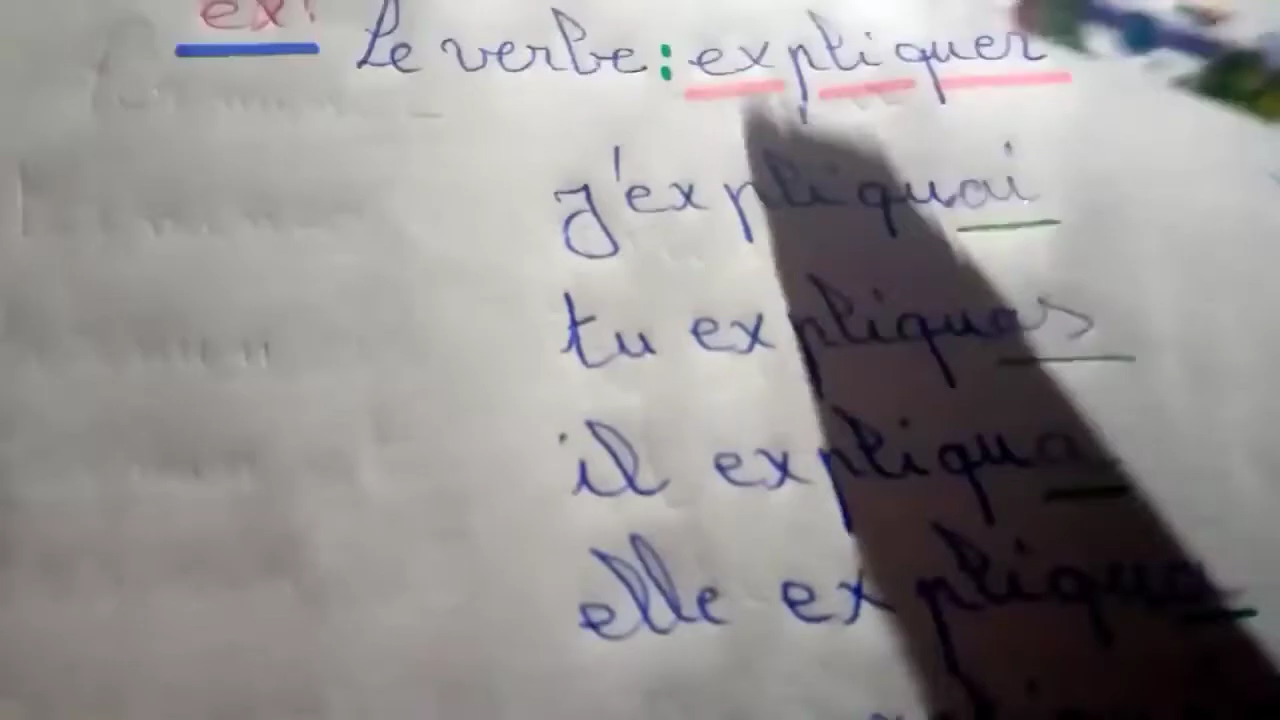 ex:
Le verbe : expliquer
j'expliquai
tu expliquas
il expliqua
elle expliqua